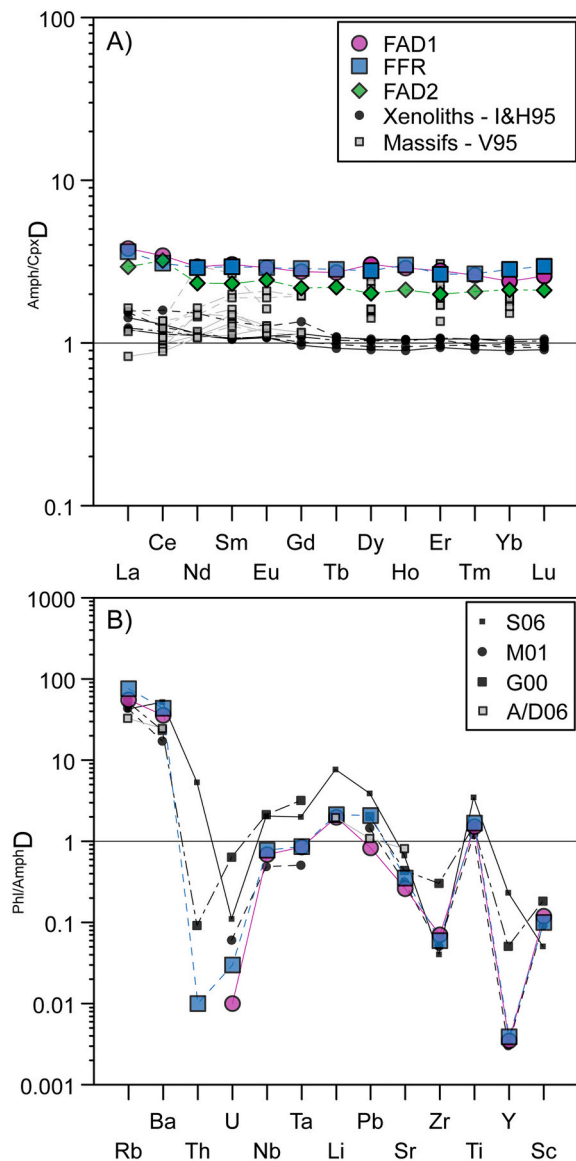 A)
FAD1
FFR
FAD2
Xenoliths - I&H95
Massifs - V95
100
10
1
0.1
Amph/CpxD
Ce Sm Gd Dy Er Yb
La Nd Eu Tb Ho Tm Lu
B)
S06
M01
G00
A/D06
1000
100
10
1
0.1
0.01
0.001
Phl/AmphD
Ba U Ta Pb Zr Y
Rb Th Nb Li Sr Ti Sc